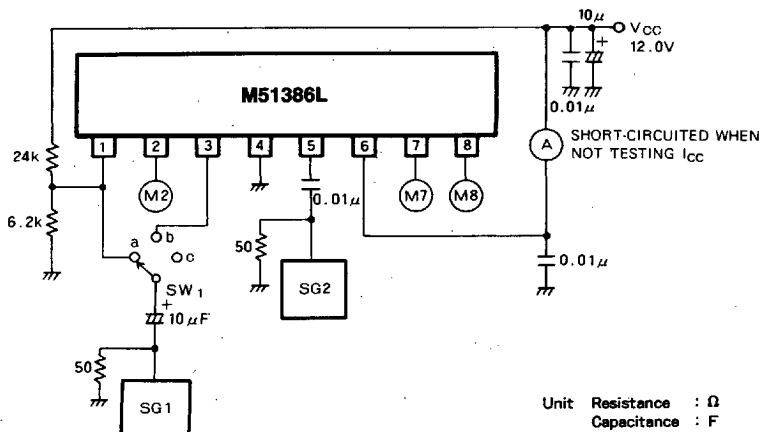 10μ
+
VCC
12.0V
M51386L
0.01μ
1 2 3 4 5 6 7 8
A
SHORT-CIRCUITED WHEN
NOT TESTING ICC
24k
M2
M7
M8
0.01μ
6.2k
b
a
c
50
0.01μ
SW1
SG2
+
10μF
50
SG1
Unit Resistance : Ω
Capacitance : F